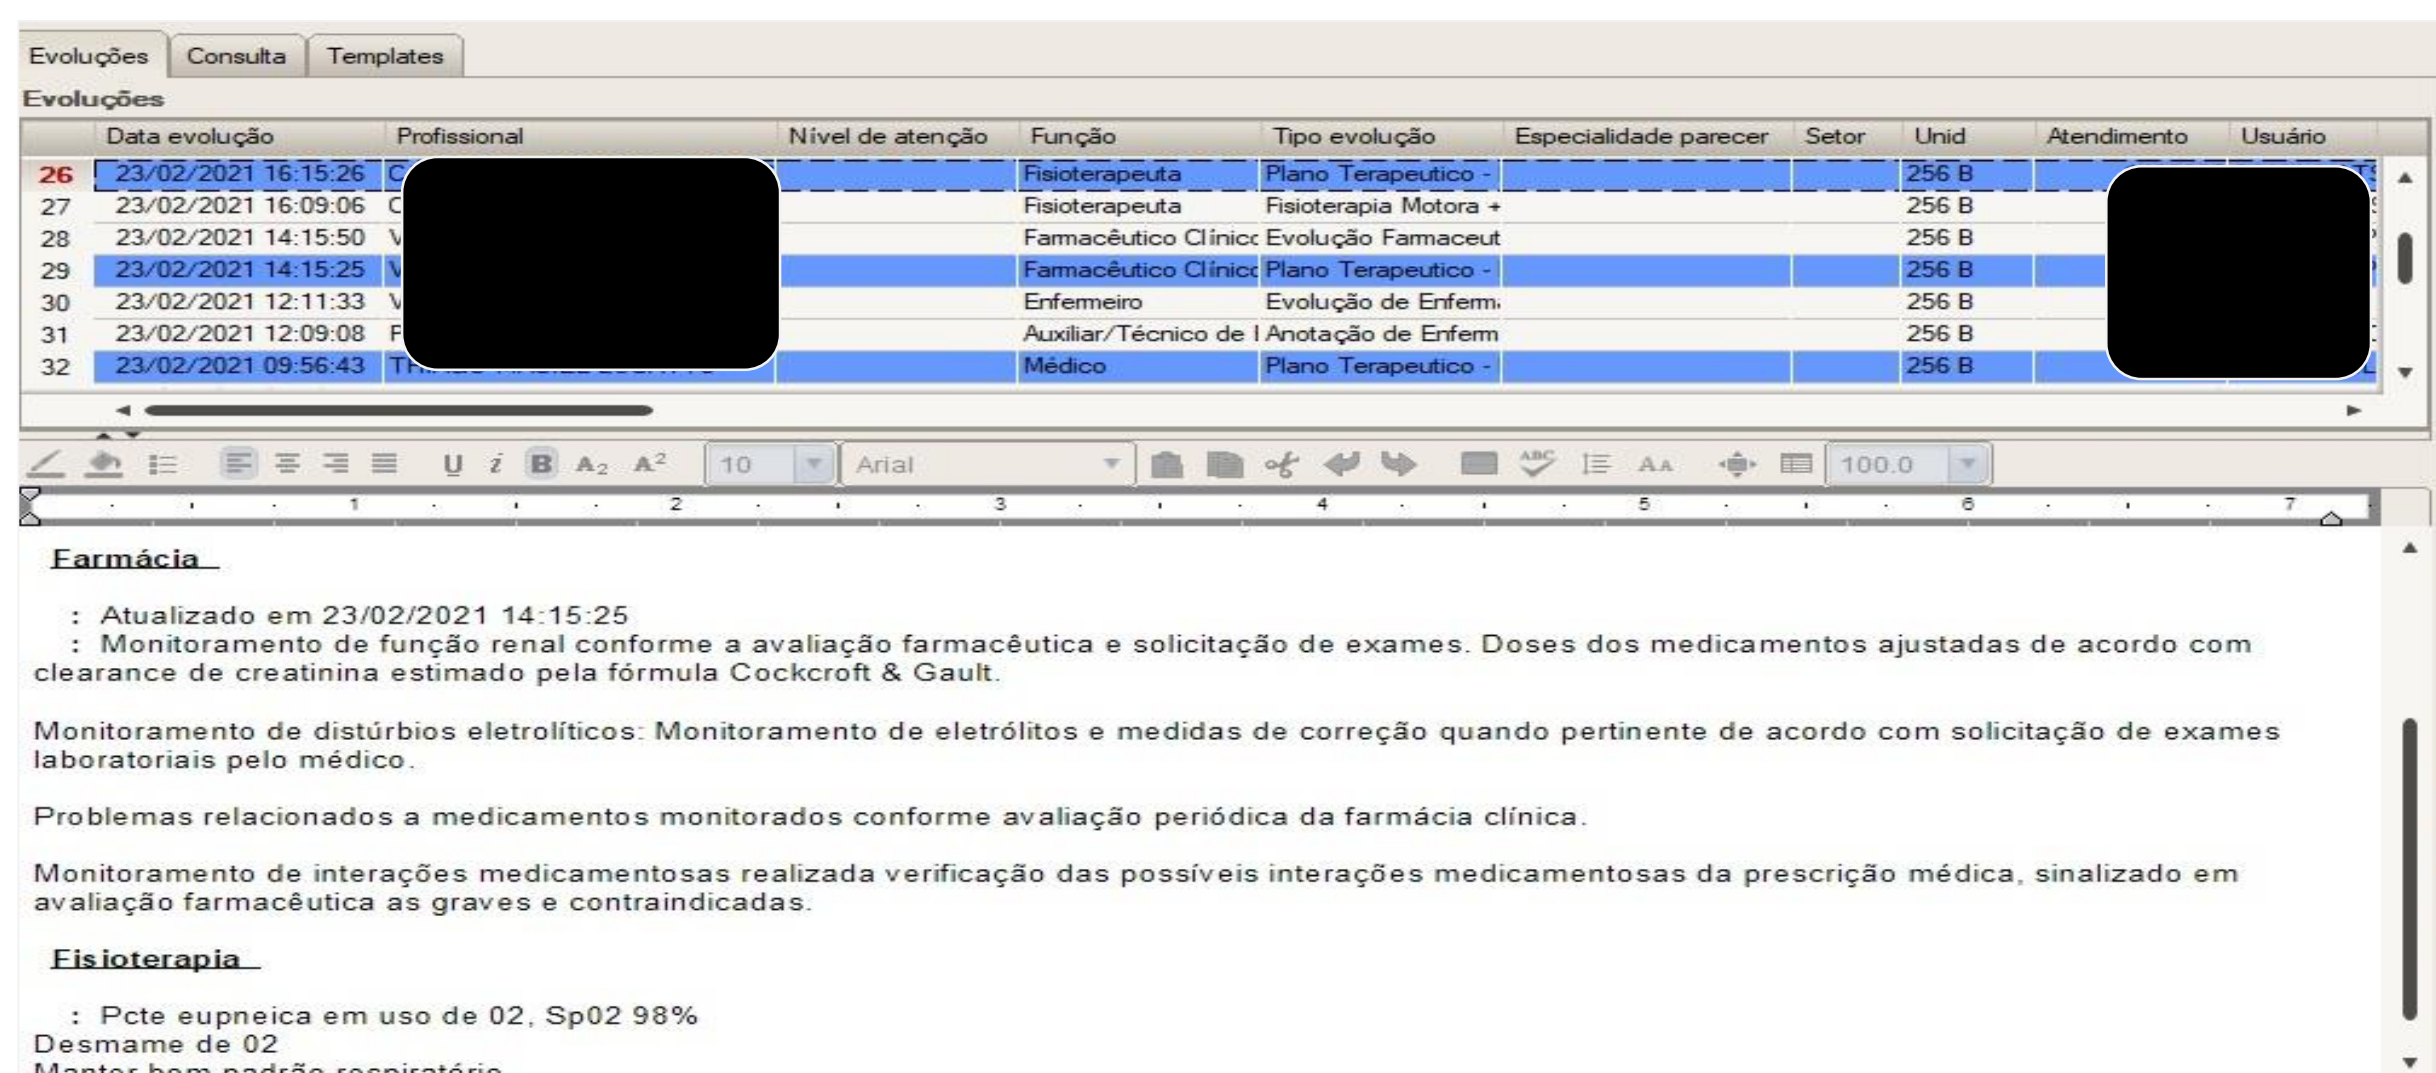 Evoluções Consulta Templates
Evoluções
Data evolução Profissional Nível de atenção Função Tipo evolução Especialidade parecer Setor Unid Atendimento Usuário
26 23/02/2021 16:15:26 C Fisioterapeuta Plano Terapeutico - 256 B
27 23/02/2021 16:09:06 C Fisioterapeuta Fisioterapia Motora + 256 B
28 23/02/2021 14:15:50 V Farmacêutico Clínicc Evolução Farmaceut 256 B
29 23/02/2021 14:15:25 V Farmacêutico Clínicc Plano Terapeutico - 256 B
30 23/02/2021 12:11:33 V Enfermeiro Evolução de Enferm 256 B
31 23/02/2021 12:09:08 F Auxiliar/Técnico de Anotação de Enferm 256 B
32 23/02/2021 09:56:43 Médico Plano Terapeutico - 256 B
U i B A2 A2 10 Arial ABC AA 100.0
1 2 3 4 5 6 7
Farmácia
: Atualizado em 23/02/2021 14:15:25
: Monitoramento de função renal conforme a avaliação farmacêutica e solicitação de exames. Doses dos medicamentos ajustadas de acordo com
clearance de creatinina estimado pela fórmula Cockcroft & Gault.
Monitoramento de distúrbios eletrolíticos: Monitoramento de eletrólitos e medidas de correção quando pertinente de acordo com solicitação de exames
laboratoriais pelo médico.
Problemas relacionados a medicamentos monitorados conforme avaliação periódica da farmácia clínica.
Monitoramento de interações medicamentosas realizada verificação das possíveis interações medicamentosas da prescrição médica, sinalizado em
avaliação farmacêutica as graves e contraindicadas.
Fisioterapia
: Pcte eupneica em uso de 02, Sp02 98%
Desmame de 02
Manter bom padrão respiratório